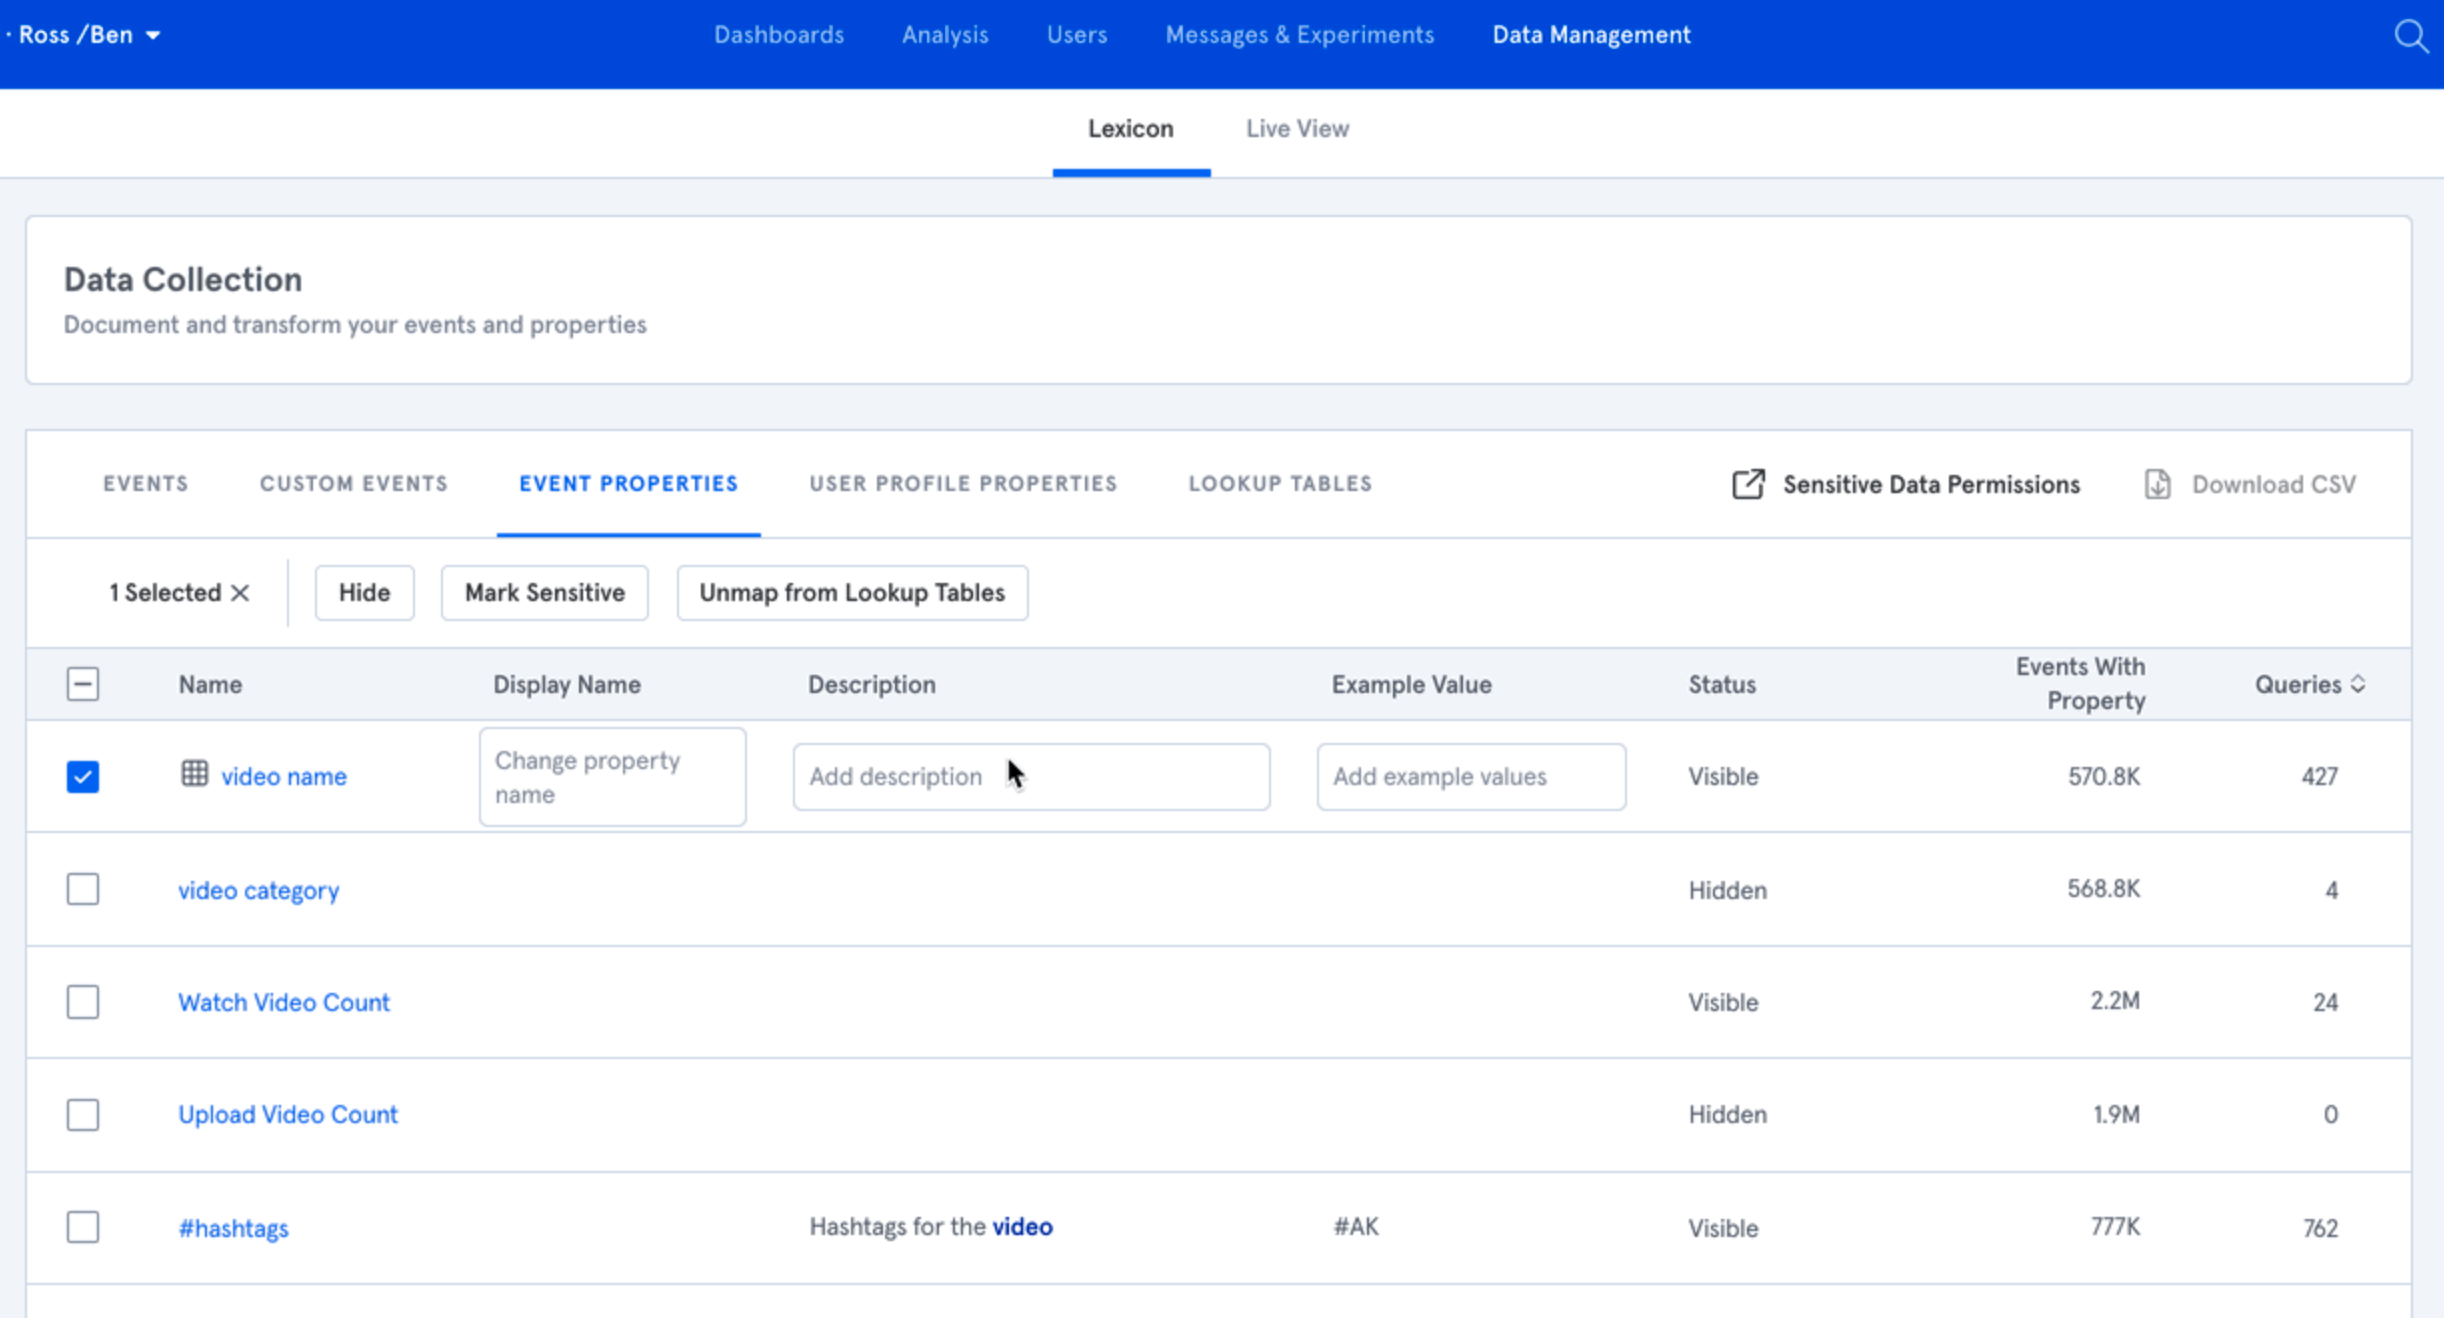 · Ross /Ben
Dashboards Analysis Users Messages & Experiments Data Management
Lexicon Live View
Data Collection
Document and transform your events and properties
EVENTS CUSTOM EVENTS EVENT PROPERTIES USER PROFILE PROPERTIES LOOKUP TABLES Sensitive Data Permissions Download CSV
1 Selected Hide Mark Sensitive Unmap from Lookup Tables
Name Display Name Description Example Value Status Events With Property Queries
video name Change property name Add description Add example values Visible 570.8K 427
video category Hidden 568.8K 4
Watch Video Count Visible 2.2M 24
Upload Video Count Hidden 1.9M 0
#hashtags Hashtags for the video #AK Visible 777K 762